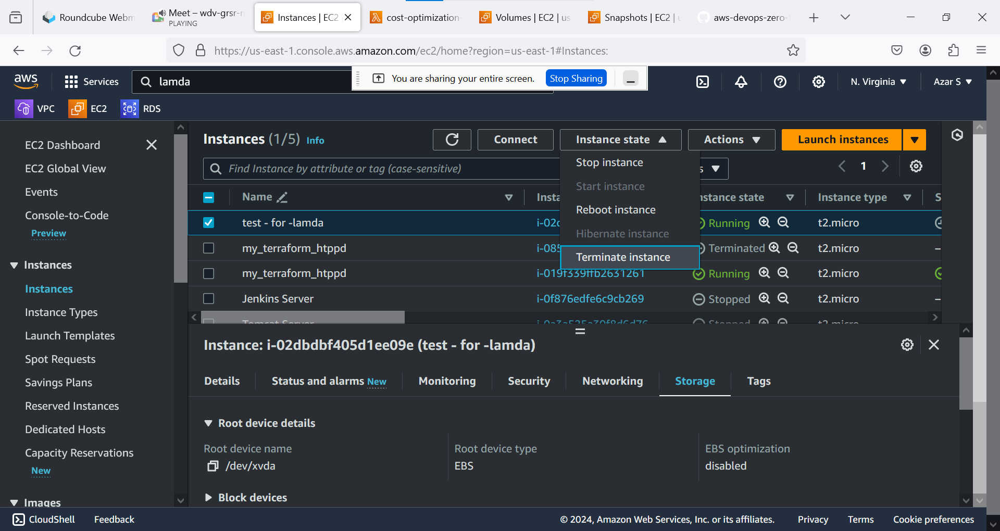 Roundcube Webm
Meet – wdv-grsr-
PLAYING
Instances | EC2
cost-optimization-
Volumes | EC2 | us
Snapshots | EC2 |
aws-devops-zero-
https://us-east-1.console.aws.amazon.com/ec2/home?region=us-east-1#Instances:
aws
Services
lamda
You are sharing your entire screen.
Stop Sharing
N. Virginia
Azar S
VPC
EC2
RDS
EC2 Dashboard
EC2 Global View
Events
Console-to-Code
Preview
Instances
Instances
Instance Types
Launch Templates
Spot Requests
Savings Plans
Reserved Instances
Dedicated Hosts
Capacity Reservations
New
Images
Instances (1/5) Info
Connect
Instance state
Actions
Launch instances
Find Instance by attribute or tag (case-sensitive)
s
1
Stop instance
Start instance
Reboot instance
Hibernate instance
Terminate instance
Name
Insta
nstance state
Instance type
S
test - for -lamda
i-02d
Running
t2.micro
my_terraform_htppd
i-085
Terminated
t2.micro
–
my_terraform_htppd
i-019f339ffb2631261
Running
t2.micro
Jenkins Server
i-0f876edfe6c9cb269
Stopped
t2.micro
–
Tomcat Server
Stopped
t2.micro
Instance: i-02dbdbf405d1ee09e (test - for -lamda)
Details
Status and alarms New
Monitoring
Security
Networking
Storage
Tags
Root device details
Root device name
/dev/xvda
Root device type
EBS
EBS optimization
disabled
Block devices
CloudShell
Feedback
© 2024, Amazon Web Services, Inc. or its affiliates.
Privacy
Terms
Cookie preferences